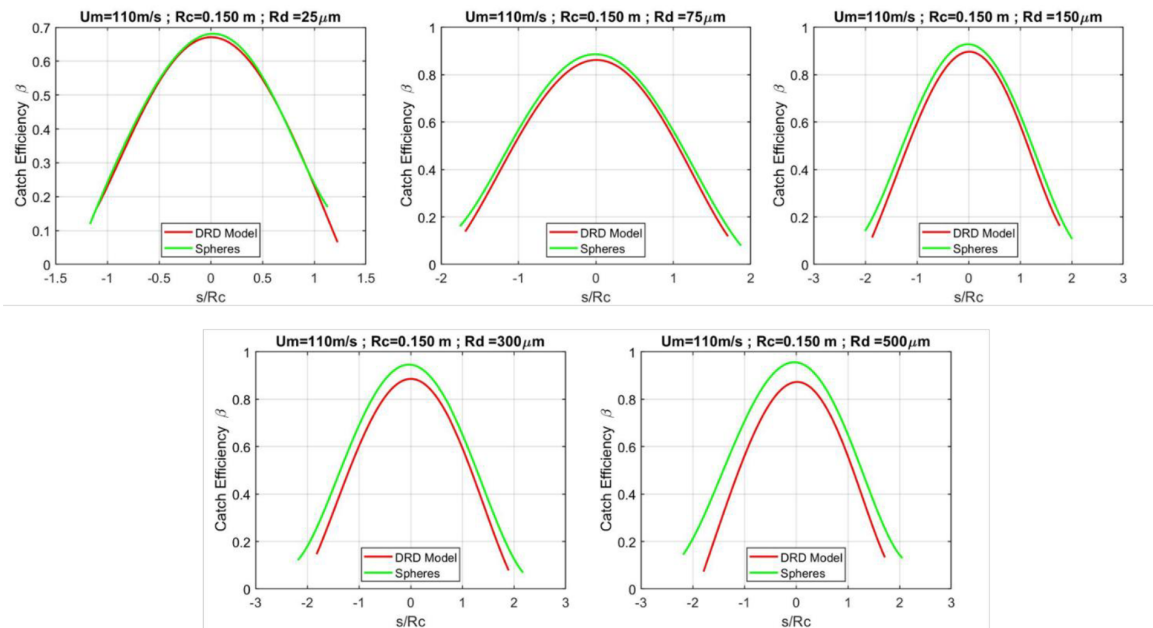 Um=110m/s ; Rc=0.150 m ; Rd =25μm
Catch Efficiency β
0.7
0.6
0.5
0.4
0.3
0.2
0.1
0
-1.5 -1 -0.5 0 0.5 1 1.5
s/Rc
DRD Model
Spheres
Um=110m/s ; Rc=0.150 m ; Rd =75μm
Catch Efficiency β
1
0.8
0.6
0.4
0.2
0
-2 -1 0 1 2
s/Rc
DRD Model
Spheres
Um=110m/s ; Rc=0.150 m ; Rd =150μm
Catch Efficiency β
1
0.8
0.6
0.4
0.2
0
-3 -2 -1 0 1 2 3
s/Rc
DRD Model
Spheres
Um=110m/s ; Rc=0.150 m ; Rd =300μm
Catch Efficiency β
1
0.8
0.6
0.4
0.2
0
-3 -2 -1 0 1 2 3
s/Rc
DRD Model
Spheres
Um=110m/s ; Rc=0.150 m ; Rd =500μm
Catch Efficiency β
1
0.8
0.6
0.4
0.2
0
-3 -2 -1 0 1 2 3
s/Rc
DRD Model
Spheres